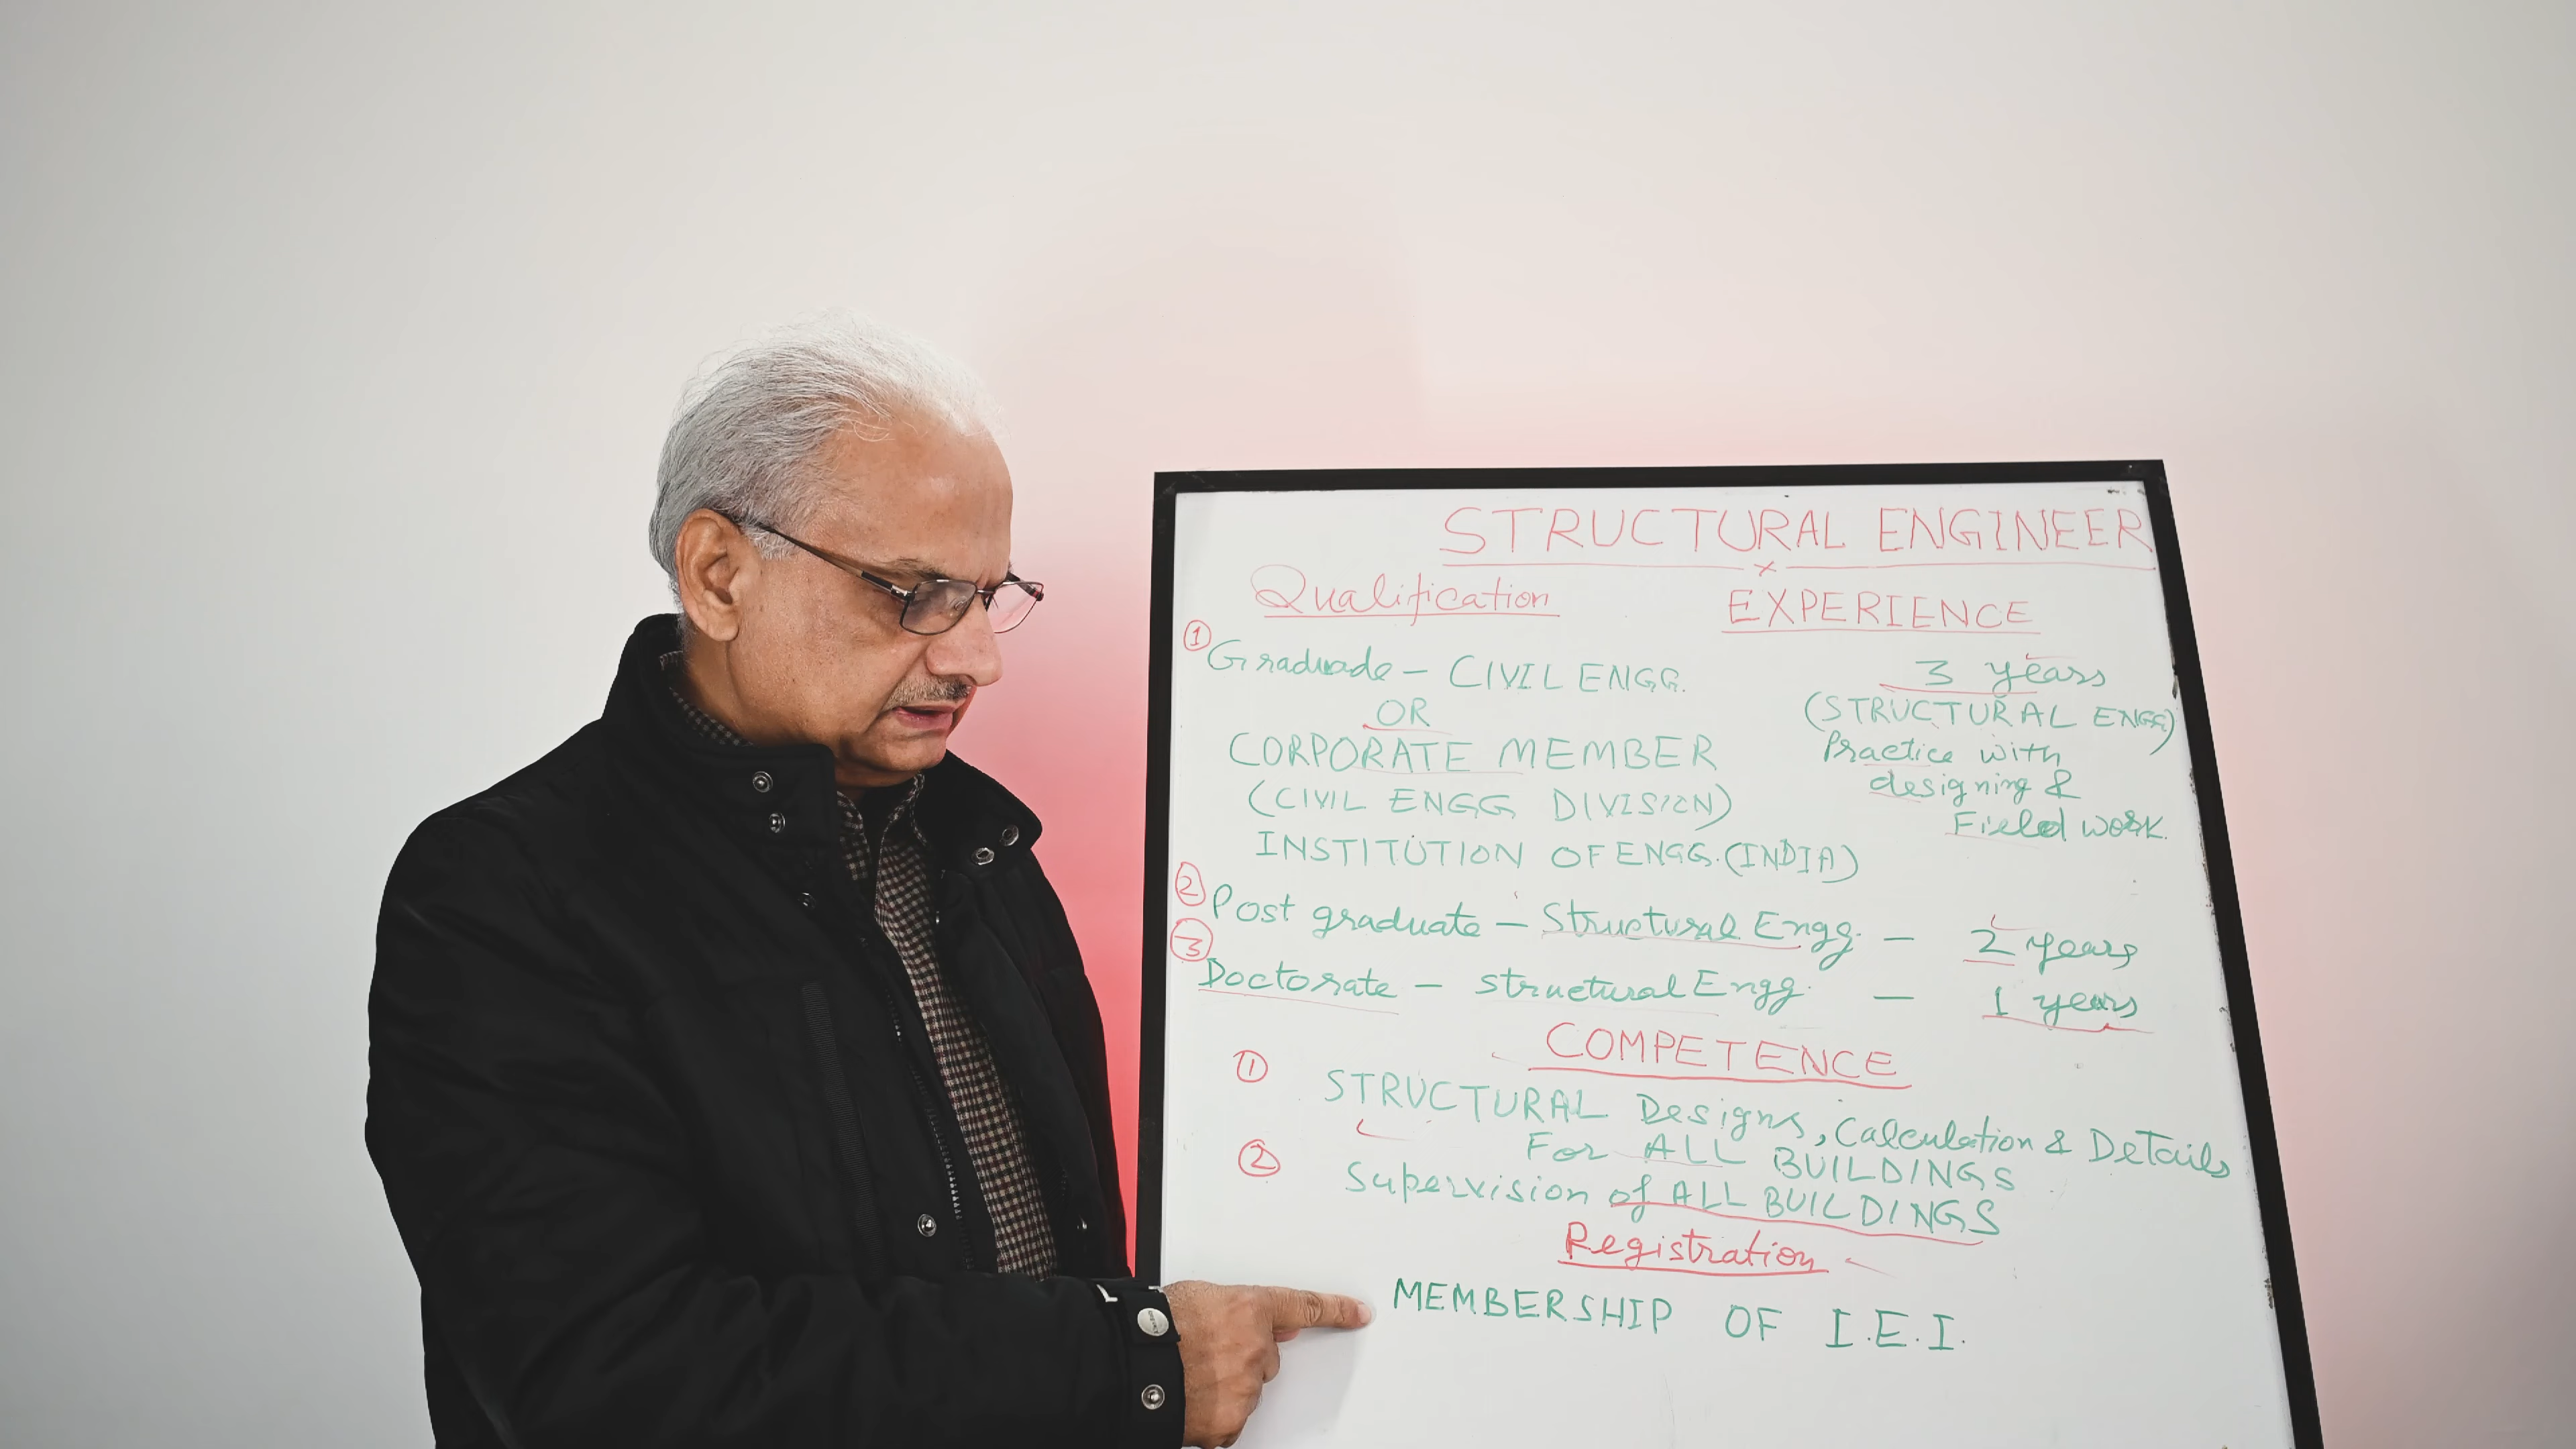 STRUCTURAL ENGINEER
x
Qualification EXPERIENCE
① Graduade - CIVIL ENGG. 3 years
OR (STRUCTURAL ENGG)
CORPORATE MEMBER Practice with
(CIVIL ENGG DIVISION) designing &
INSTITUTION OF ENGG. (INDIA) Field work.
② Post graduate - Structural Engg. - 2 years
③ Doctorate - structural Engg. - 1 years
COMPETENCE
① STRUCTURAL Designs, Calculation & Details
For ALL BUILDINGS
② Supervision of ALL BUILDINGS
Registration
MEMBERSHIP OF I.E.I.